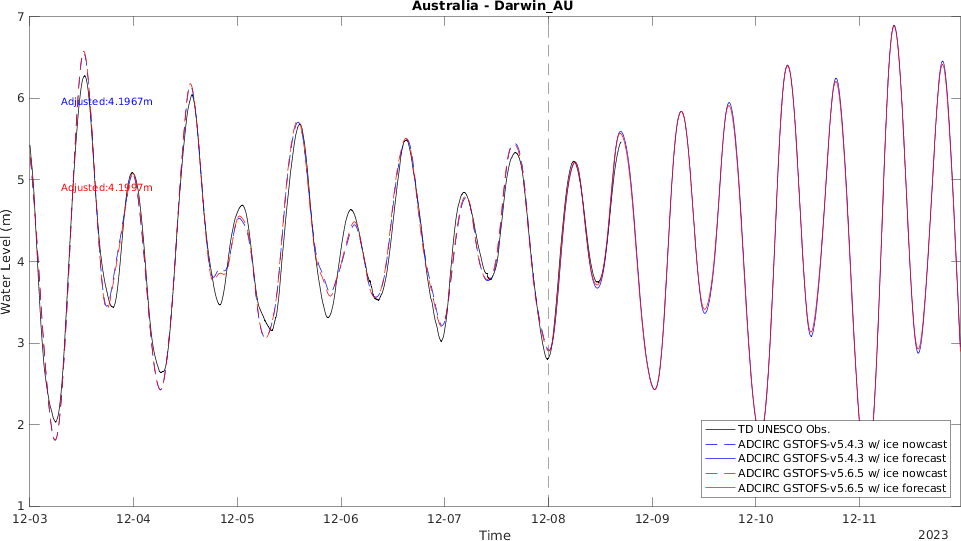 Australia - Darwin_AU
7
6
5
4
3
2
1
Water Level (m)
Adjusted:4.1967m
Adjusted:4.1997m
TD UNESCO Obs.
ADCIRC GSTOFS-v5.4.3 w/ ice nowcast
ADCIRC GSTOFS-v5.4.3 w/ ice forecast
ADCIRC GSTOFS-v5.6.5 w/ ice nowcast
ADCIRC GSTOFS-v5.6.5 w/ ice forecast
12-03 12-04 12-05 12-06 12-07 12-08 12-09 12-10 12-11
Time
2023